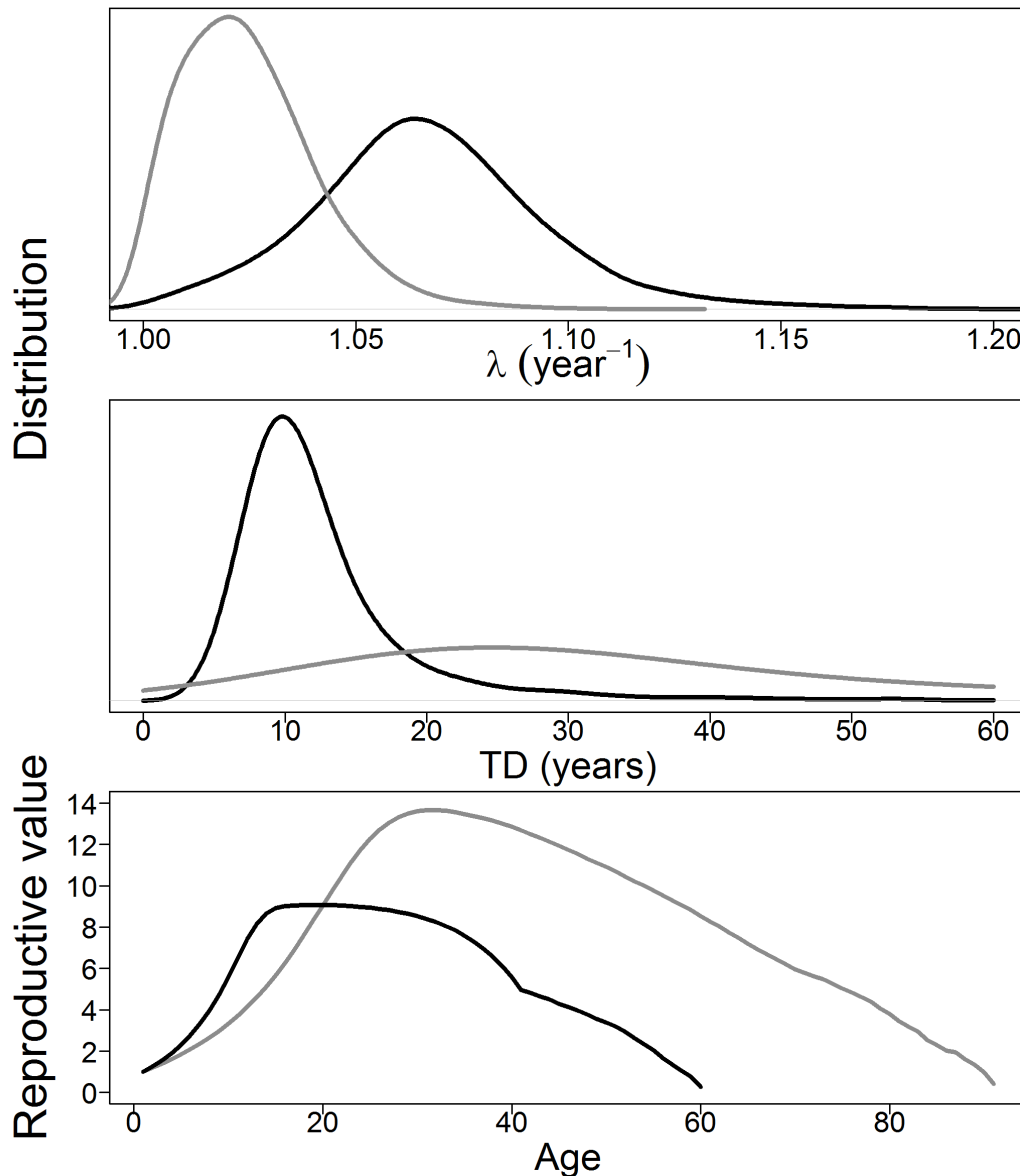 Distribution
1.00 1.05 1.10 1.15 1.20
λ (year⁻¹)
0 10 20 30 40 50 60
TD (years)
Reproductive value
14
12
10
8
6
4
2
0
0 20 40 60 80
Age